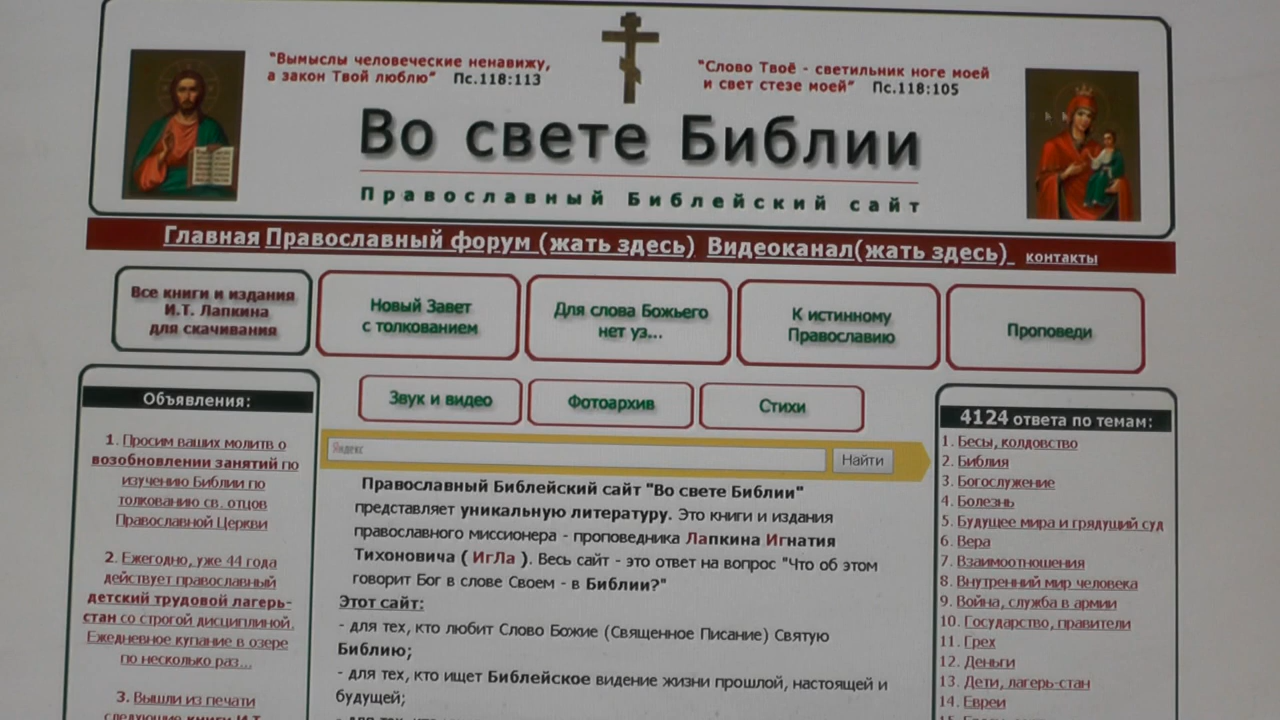 "Вымыслы человеческие ненавижу,
а закон Твой люблю" Пс.118:113
"Слово Твоё - светильник ноге моей
и свет стезе моей" Пс.118:105
Во свете Библии
Православный Библейский сайт
Главная Православный форум (жать здесь) Видеоканал(жать здесь) контакты
Все книги и издания
И.Т. Лапкина
для скачивания
Новый Завет
с толкованием
Для слова Божьего
нет уз...
К истинному
Православию
Проповеди
Звук и видео
Фотоархив
Стихи
Объявления:
1. Просим ваших молитв о
возобновлении занятий по
изучению Библии по
толкованию св. отцов
Православной Церкви
2. Ежегодно, уже 44 года
действует православный
детский трудовой лагерь-
стан со строгой дисциплиной.
Ежедневное купание в озере
по несколько раз...
3. Вышли из печати
следующие книги И.Т.
Яндекс
Найти
Православный Библейский сайт "Во свете Библии"
представляет уникальную литературу. Это книги и издания
православного миссионера - проповедника Лапкина Игнатия
Тихоновича ( ИгЛа ). Весь сайт - это ответ на вопрос "Что об этом
говорит Бог в слове Своем - в Библии?"
Этот сайт:
- для тех, кто любит Слово Божие (Священное Писание) Святую
Библию;
- для тех, кто ищет Библейское видение жизни прошлой, настоящей и
будущей;
4124 ответа по темам:
1. Бесы, колдовство
2. Библия
3. Богослужение
4. Болезнь
5. Будущее мира и грядущий суд
6. Вера
7. Взаимоотношения
8. Внутренний мир человека
9. Война, служба в армии
10. Государство, правители
11. Грех
12. Деньги
13. Дети, лагерь-стан
14. Евреи